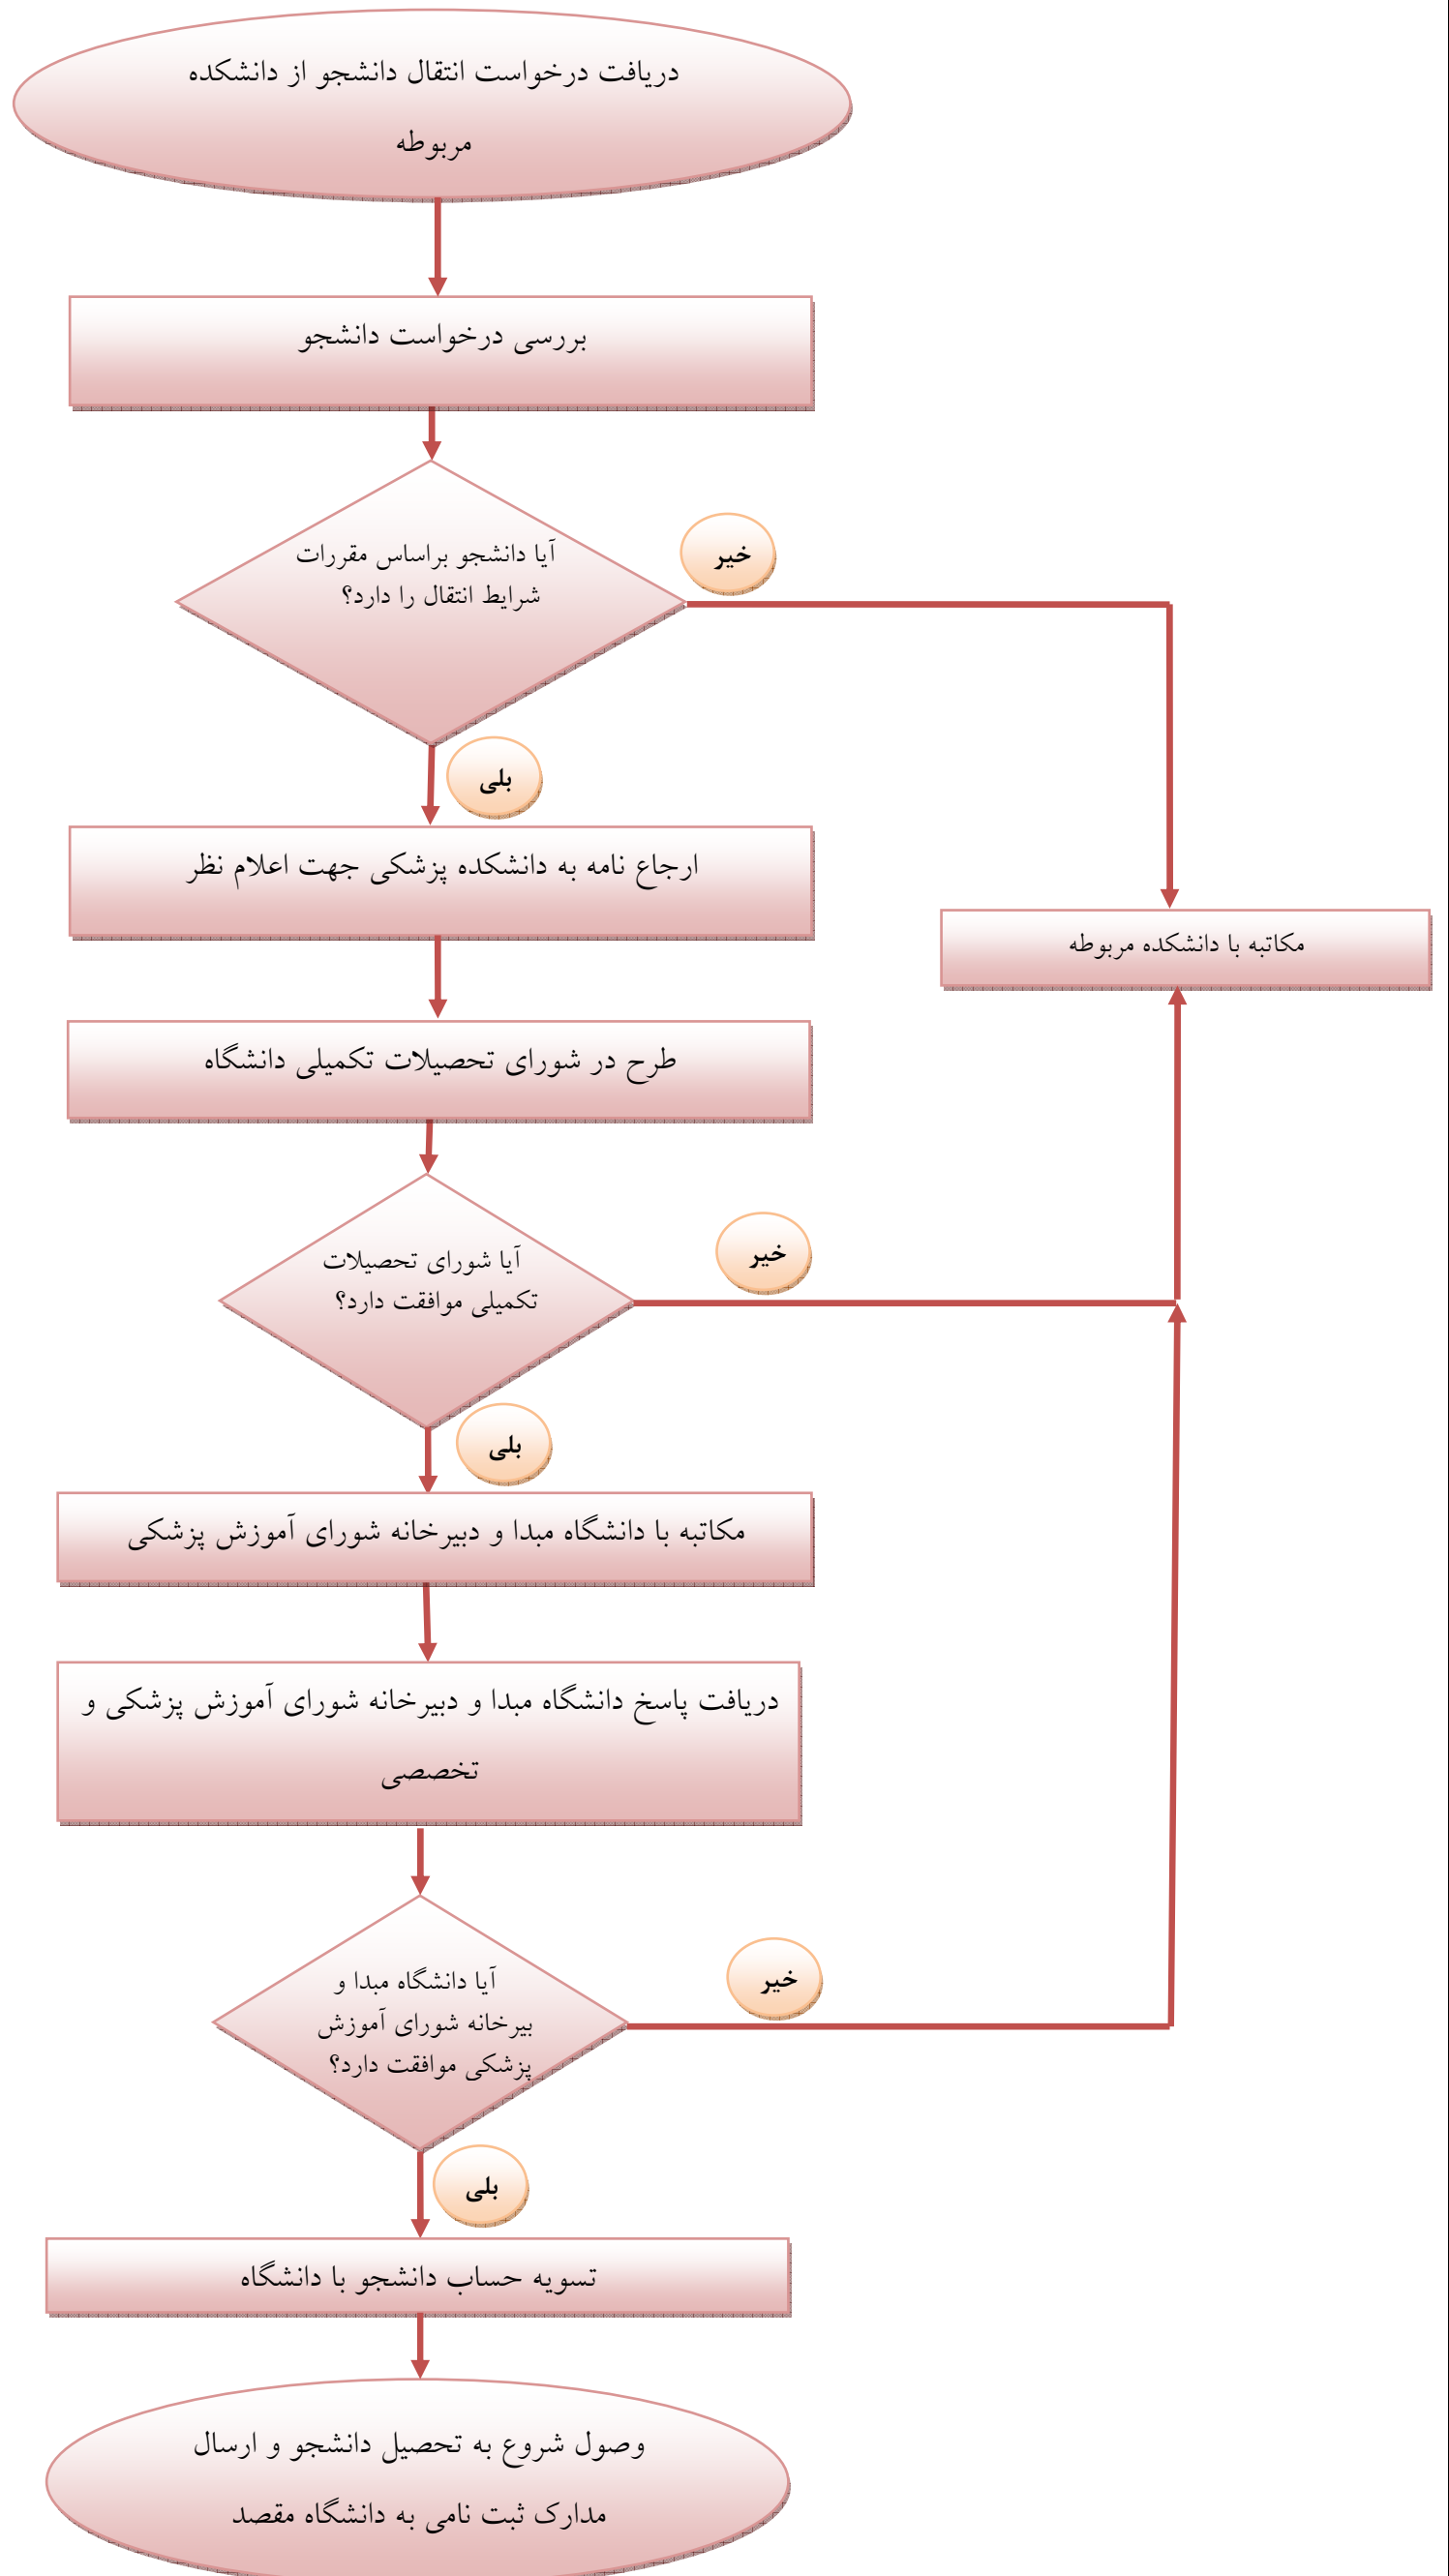 دریافت درخواست انتقال دانشجو از دانشکده
مربوطه
بررسی درخواست دانشجو
خیر
آیا دانشجو براساس مقررات
شرایط انتقال را دارد؟
بلی
ارجاع نامه به دانشکده پزشکی جهت اعلام نظر
مکاتبه با دانشکده مربوطه
طرح در شورای تحصیلات تکمیلی دانشگاه
خیر
آیا شورای تحصیلات
تکمیلی موافقت دارد؟
بلی
مکاتبه با دانشگاه مبدا و دبیرخانه شورای آموزش پزشکی
دریافت پاسخ دانشگاه مبدا و دبیرخانه شورای آموزش پزشکی و
تخصصی
خیر
آیا دانشگاه مبدا و
بیرخانه شورای آموزش
پزشکی موافقت دارد؟
بلی
تسویه حساب دانشجو با دانشگاه
وصول شروع به تحصیل دانشجو و ارسال
مدارک ثبت نامی به دانشگاه مقصد